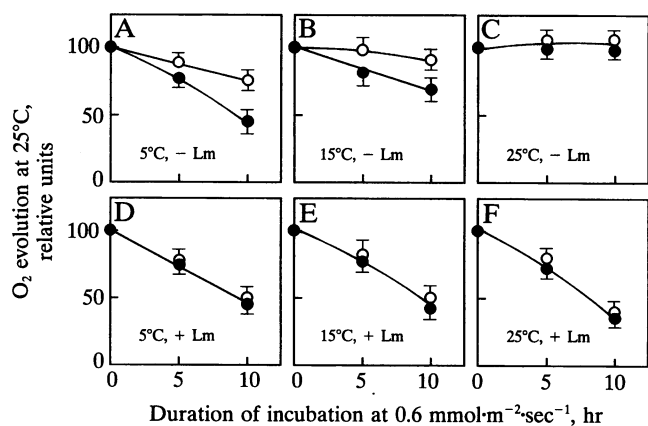 A
B
C
100
50
0
5°C, − Lm
15°C, − Lm
25°C, − Lm
D
E
F
100
50
0
5°C, + Lm
15°C, + Lm
25°C, + Lm
0 5 10 0 5 10 0 5 10
O₂ evolution at 25°C,
relative units
Duration of incubation at 0.6 mmol·m⁻²·sec⁻¹, hr